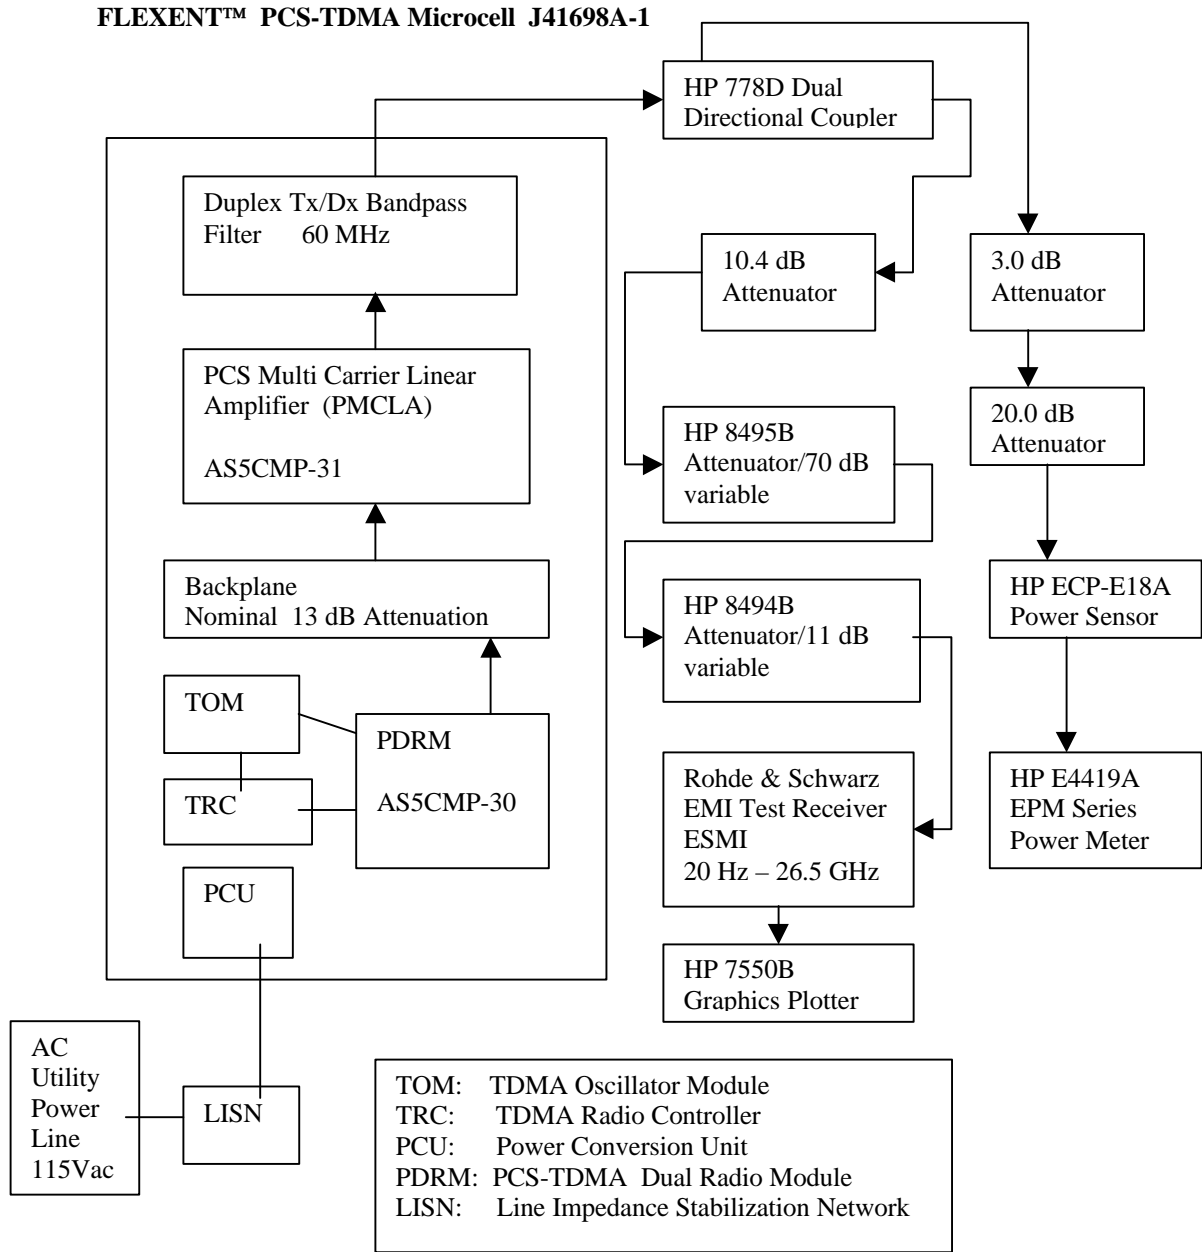 FLEXENT™ PCS-TDMA Microcell J41698A-1
HP 778D Dual
Directional Coupler
Duplex Tx/Dx Bandpass
Filter 60 MHz
10.4 dB
Attenuator
3.0 dB
Attenuator
PCS Multi Carrier Linear
Amplifier (PMCLA)
AS5CMP-31
HP 8495B
Attenuator/70 dB
variable
20.0 dB
Attenuator
Backplane
Nominal 13 dB Attenuation
HP 8494B
Attenuator/11 dB
variable
HP ECP-E18A
Power Sensor
TOM
PDRM
AS5CMP-30
TRC
Rohde & Schwarz
EMI Test Receiver
ESMI
20 Hz – 26.5 GHz
HP E4419A
EPM Series
Power Meter
PCU
HP 7550B
Graphics Plotter
AC
Utility
Power
Line
115Vac
LISN
TOM: TDMA Oscillator Module
TRC: TDMA Radio Controller
PCU: Power Conversion Unit
PDRM: PCS-TDMA Dual Radio Module
LISN: Line Impedance Stabilization Network